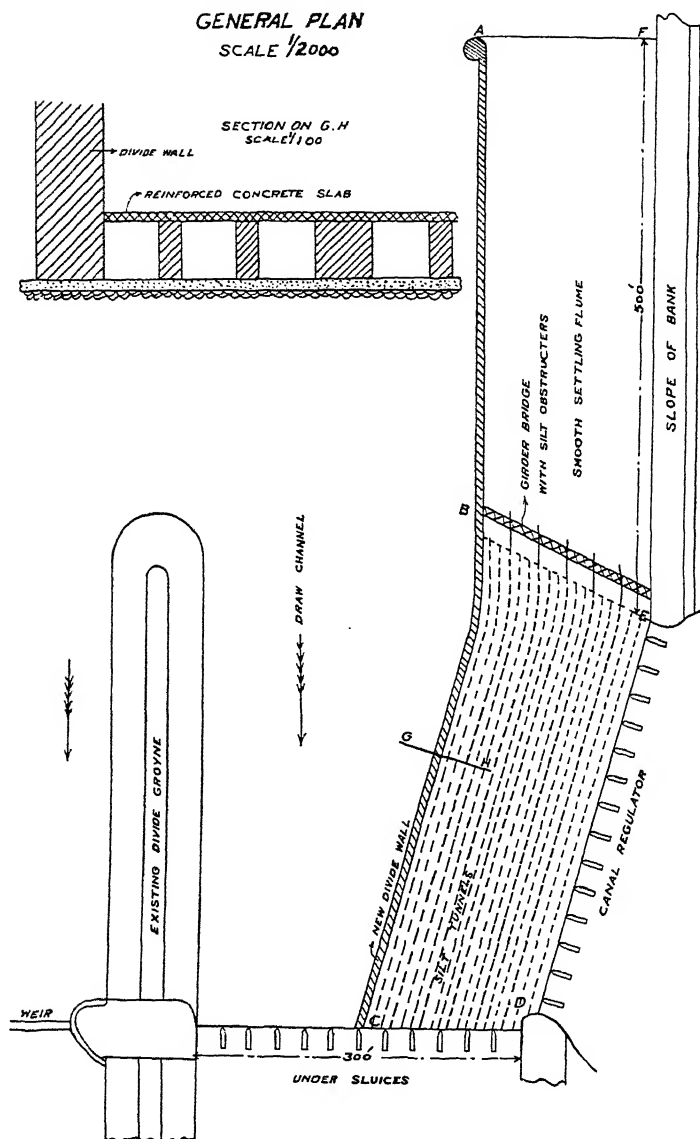 GENERAL PLAN
SCALE 1/2000
SECTION ON G.H
SCALE 1/100
DIVIDE WALL
REINFORCED CONCRETE SLAB
A
F
500'
SLOPE OF BANK
GIRDER BRIDGE
WITH SILT OBSTRUCTERS
SMOOTH SETTLING FLUME
B
E
DRAW CHANNEL
EXISTING DIVIDE GROYNE
G
H
NEW DIVIDE WALL
SILT TUNNELS
CANAL REGULATOR
WEIR
C
D
300'
UNDER SLUICES